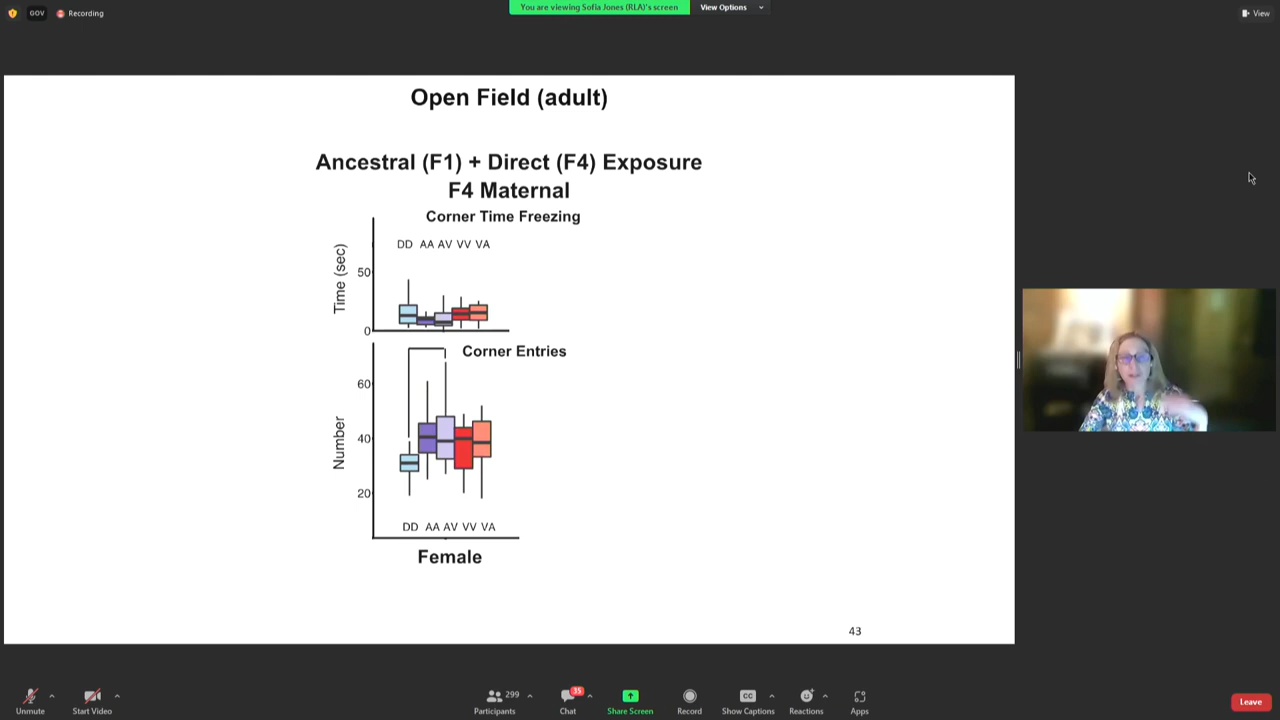 GOV
Recording
You are viewing Sofia Jones (RLA)'s screen
View Options
View
Open Field (adult)
Ancestral (F1) + Direct (F4) Exposure
F4 Maternal
Corner Time Freezing
DD AA AV VV VA
Time (sec)
50
0
Corner Entries
Number
60
40
20
DD AA AV VV VA
Female
43
Unmute
Start Video
299
Participants
35
Chat
Share Screen
Record
CC
Show Captions
Reactions
Apps
Leave